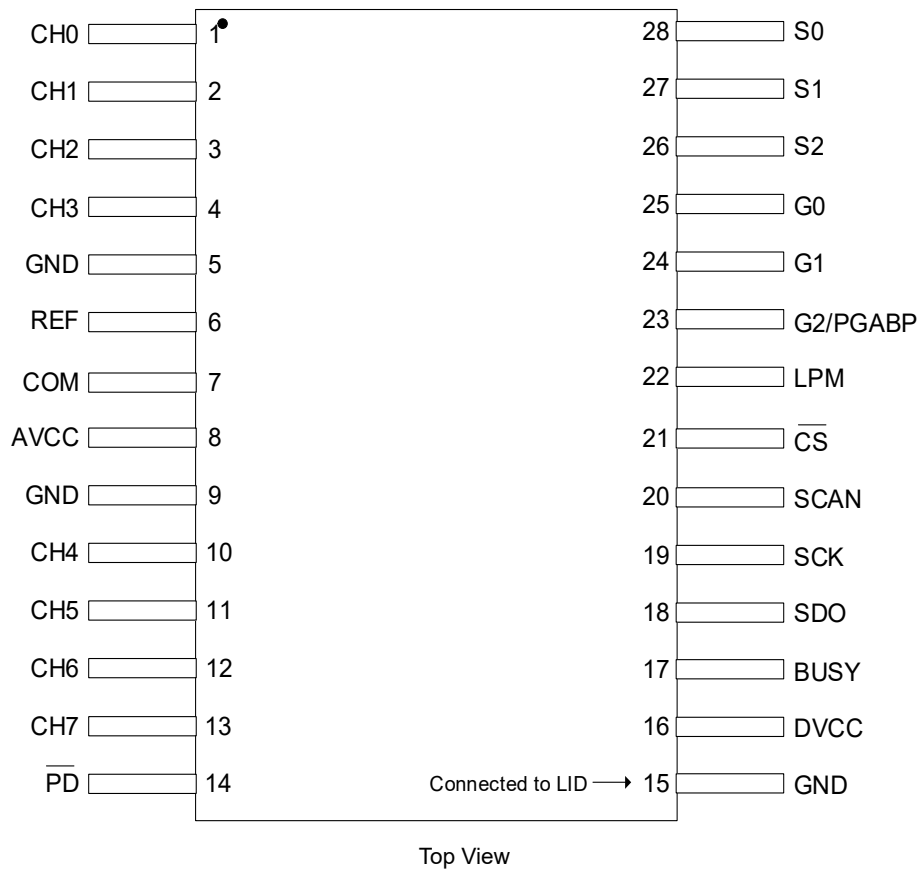 CH0 1 28 S0
CH1 2 27 S1
CH2 3 26 S2
CH3 4 25 G0
GND 5 24 G1
REF 6 23 G2/PGABP
COM 7 22 LPM
AVCC 8 21 C̅S̅
GND 9 20 SCAN
CH4 10 19 SCK
CH5 11 18 SDO
CH6 12 17 BUSY
CH7 13 16 DVCC
P̅D̅ 14 Connected to LID → 15 GND
Top View